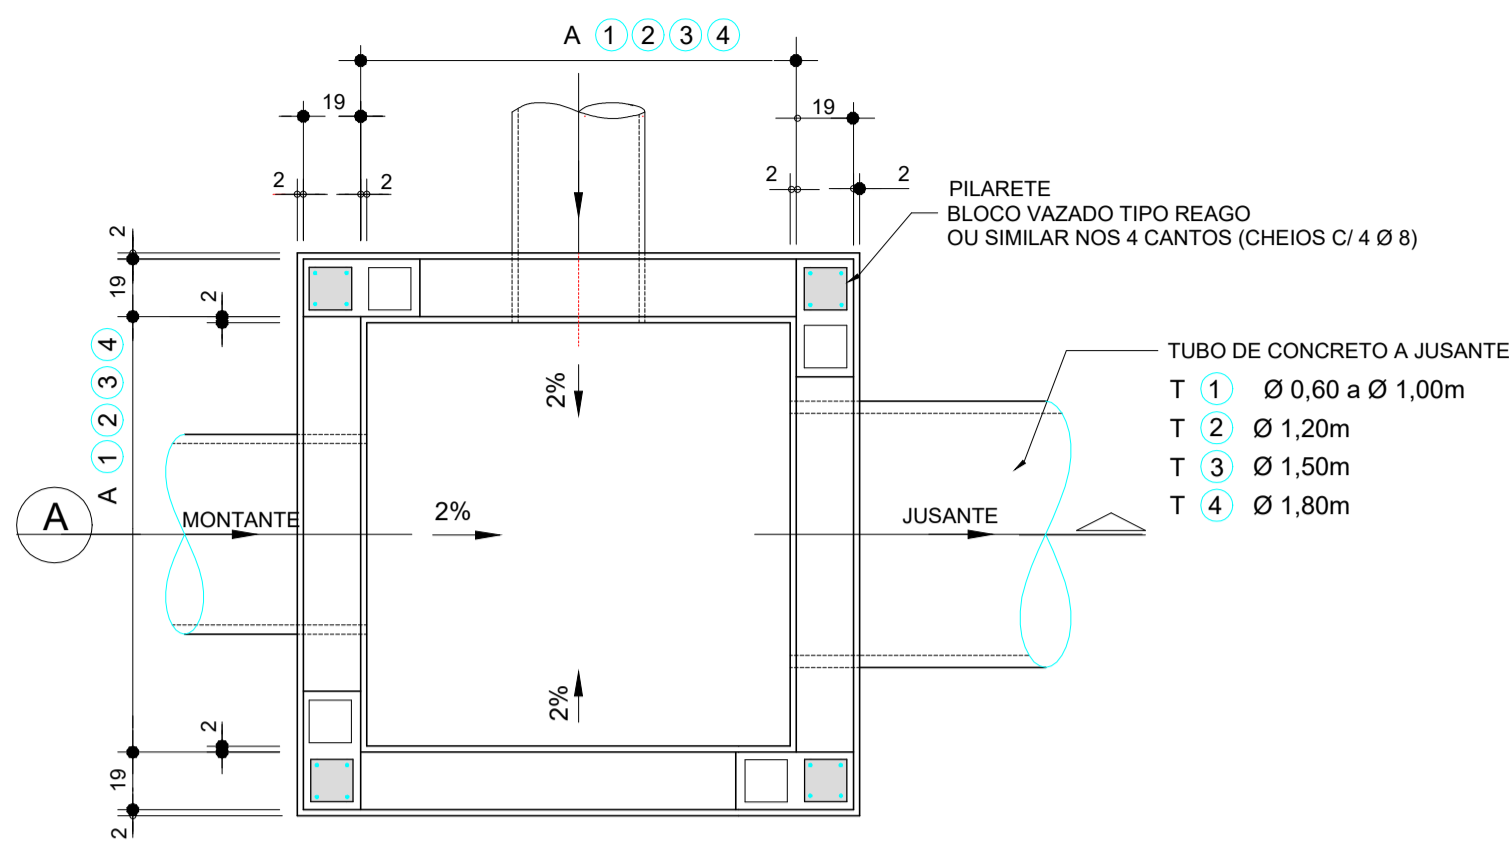 A 1 2 3 4
19
19
2
2
2
2
PILARETE
BLOCO VAZADO TIPO REAGO
OU SIMILAR NOS 4 CANTOS (CHEIOS C/ 4 Ø 8)
2
19
2
A 1 2 3 4
2%
TUBO DE CONCRETO A JUSANTE
T 1 Ø 0,60 a Ø 1,00m
T 2 Ø 1,20m
T 3 Ø 1,50m
T 4 Ø 1,80m
A
MONTANTE
2%
JUSANTE
2%
2
19
2